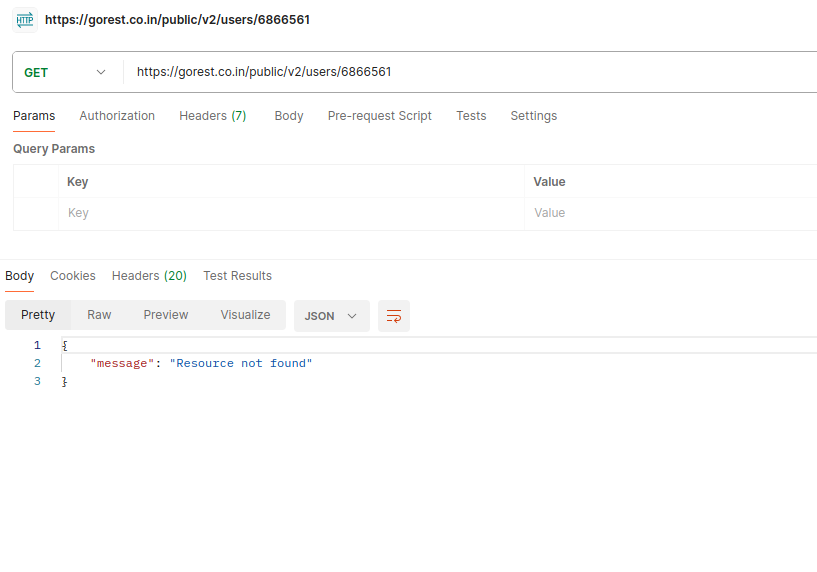 HTTP https://gorest.co.in/public/v2/users/6866561
GET https://gorest.co.in/public/v2/users/6866561
Params Authorization Headers (7) Body Pre-request Script Tests Settings
Query Params
Key Value
Key Value
Body Cookies Headers (20) Test Results
Pretty Raw Preview Visualize JSON
1 {
2 "message": "Resource not found"
3 }